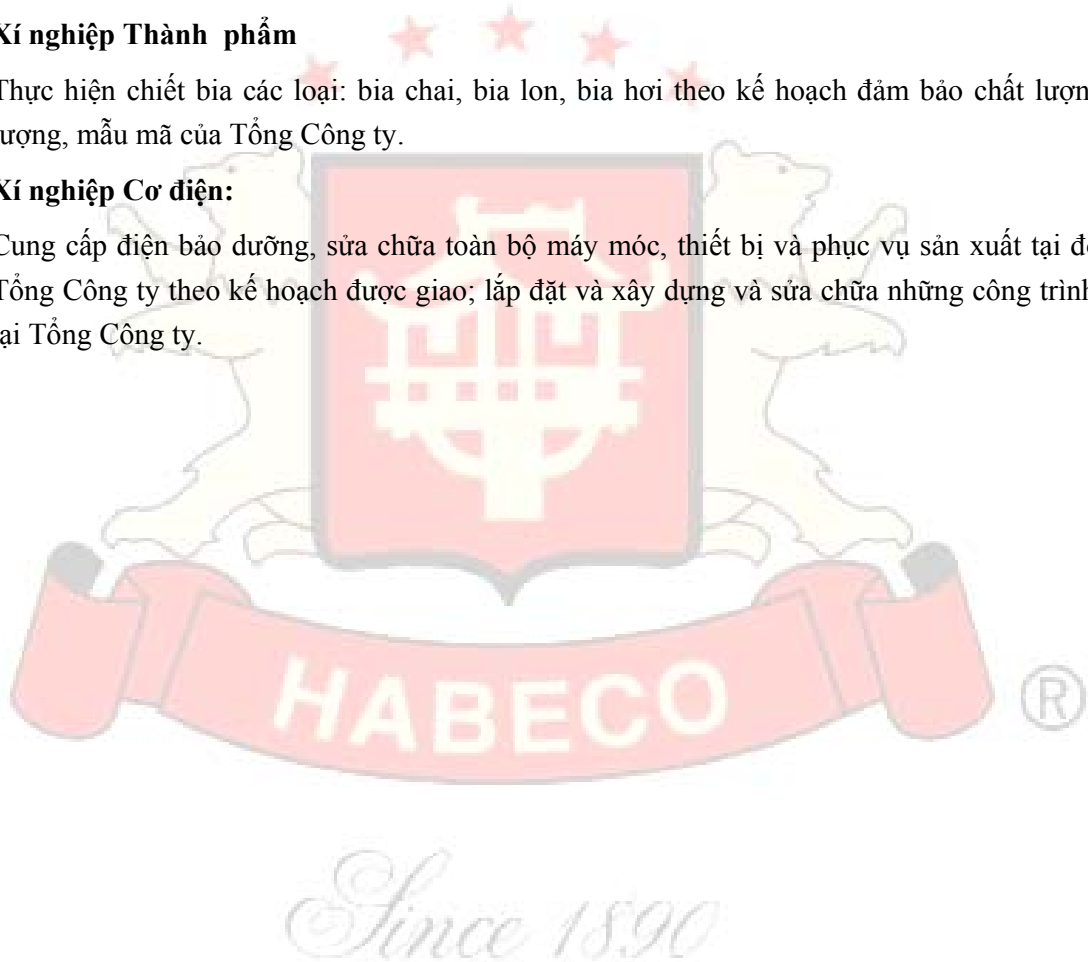 Xí nghiệp Thành phẩm
Thực hiện chiết bia các loại: bia chai, bia lon, bia hơi theo kế hoạch đảm bảo chất
lượng, mẫu mã của Tổng Công ty.
Xí nghiệp Cơ điện:
Cung cấp điện bảo dưỡng, sửa chữa toàn bộ máy móc, thiết bị và phục vụ sản xuất tại
Tổng Công ty theo kế hoạch được giao; lắp đặt và xây dựng và sửa chữa những công
tại Tổng Công ty.
HABECO
®
Since 1890